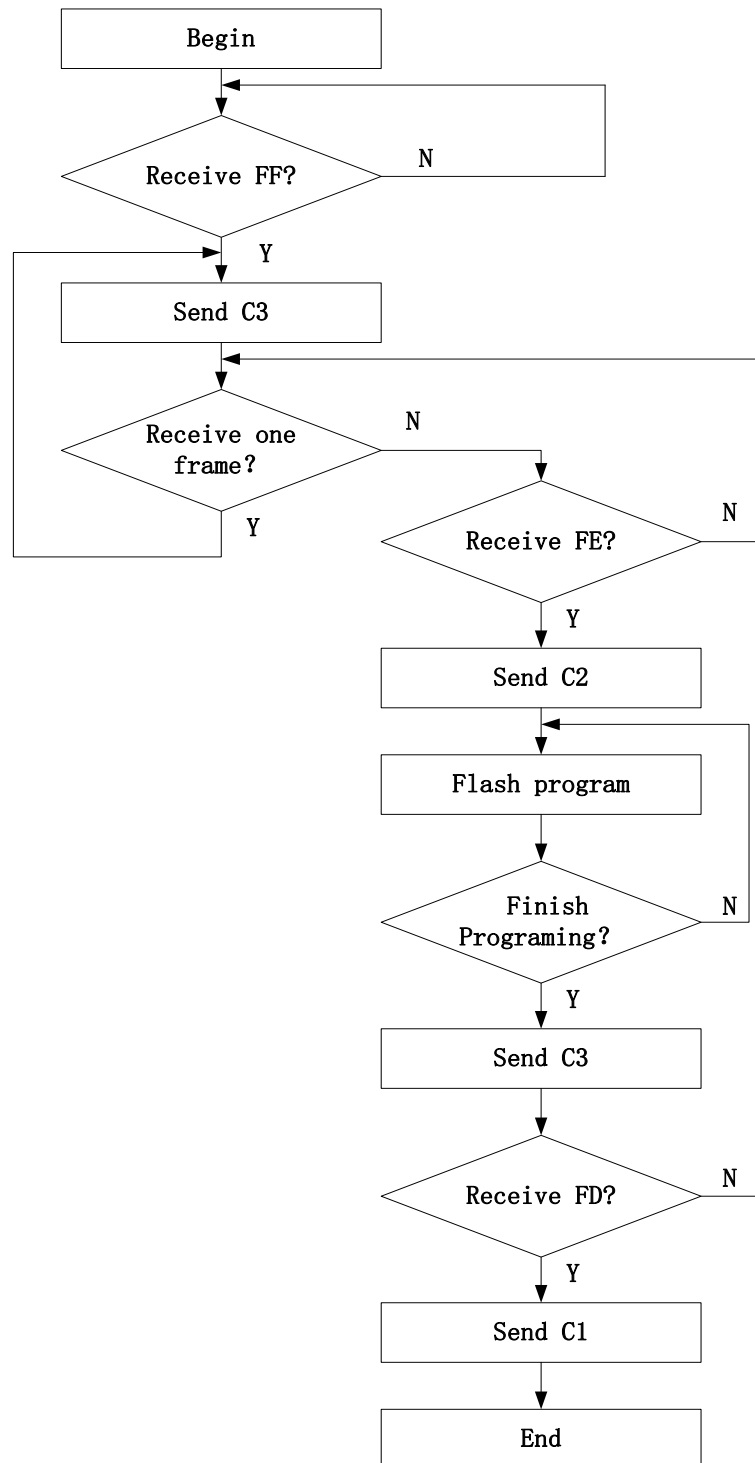 Begin
Receive FF?
N
Y
Send C3
Receive one
frame?
N
Y
Receive FE?
N
Y
Send C2
Flash program
Finish
Programing?
N
Y
Send C3
Receive FD?
N
Y
Send C1
End